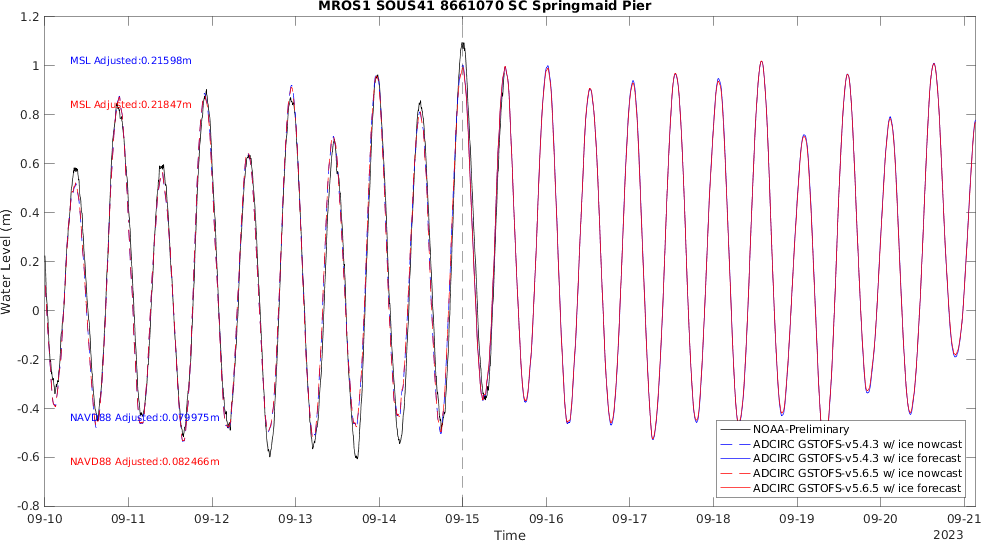 MROS1 SOUS41 8661070 SC Springmaid Pier
1.2
1
0.8
0.6
0.4
0.2
0
-0.2
-0.4
-0.6
-0.8
Water Level (m)
MSL Adjusted:0.21598m
MSL Adjusted:0.21847m
NAVD88 Adjusted:0.079975m
NAVD88 Adjusted:0.082466m
NOAA-Preliminary
ADCIRC GSTOFS-v5.4.3 w/ ice nowcast
ADCIRC GSTOFS-v5.4.3 w/ ice forecast
ADCIRC GSTOFS-v5.6.5 w/ ice nowcast
ADCIRC GSTOFS-v5.6.5 w/ ice forecast
09-10 09-11 09-12 09-13 09-14 09-15 09-16 09-17 09-18 09-19 09-20 09-21
Time
2023